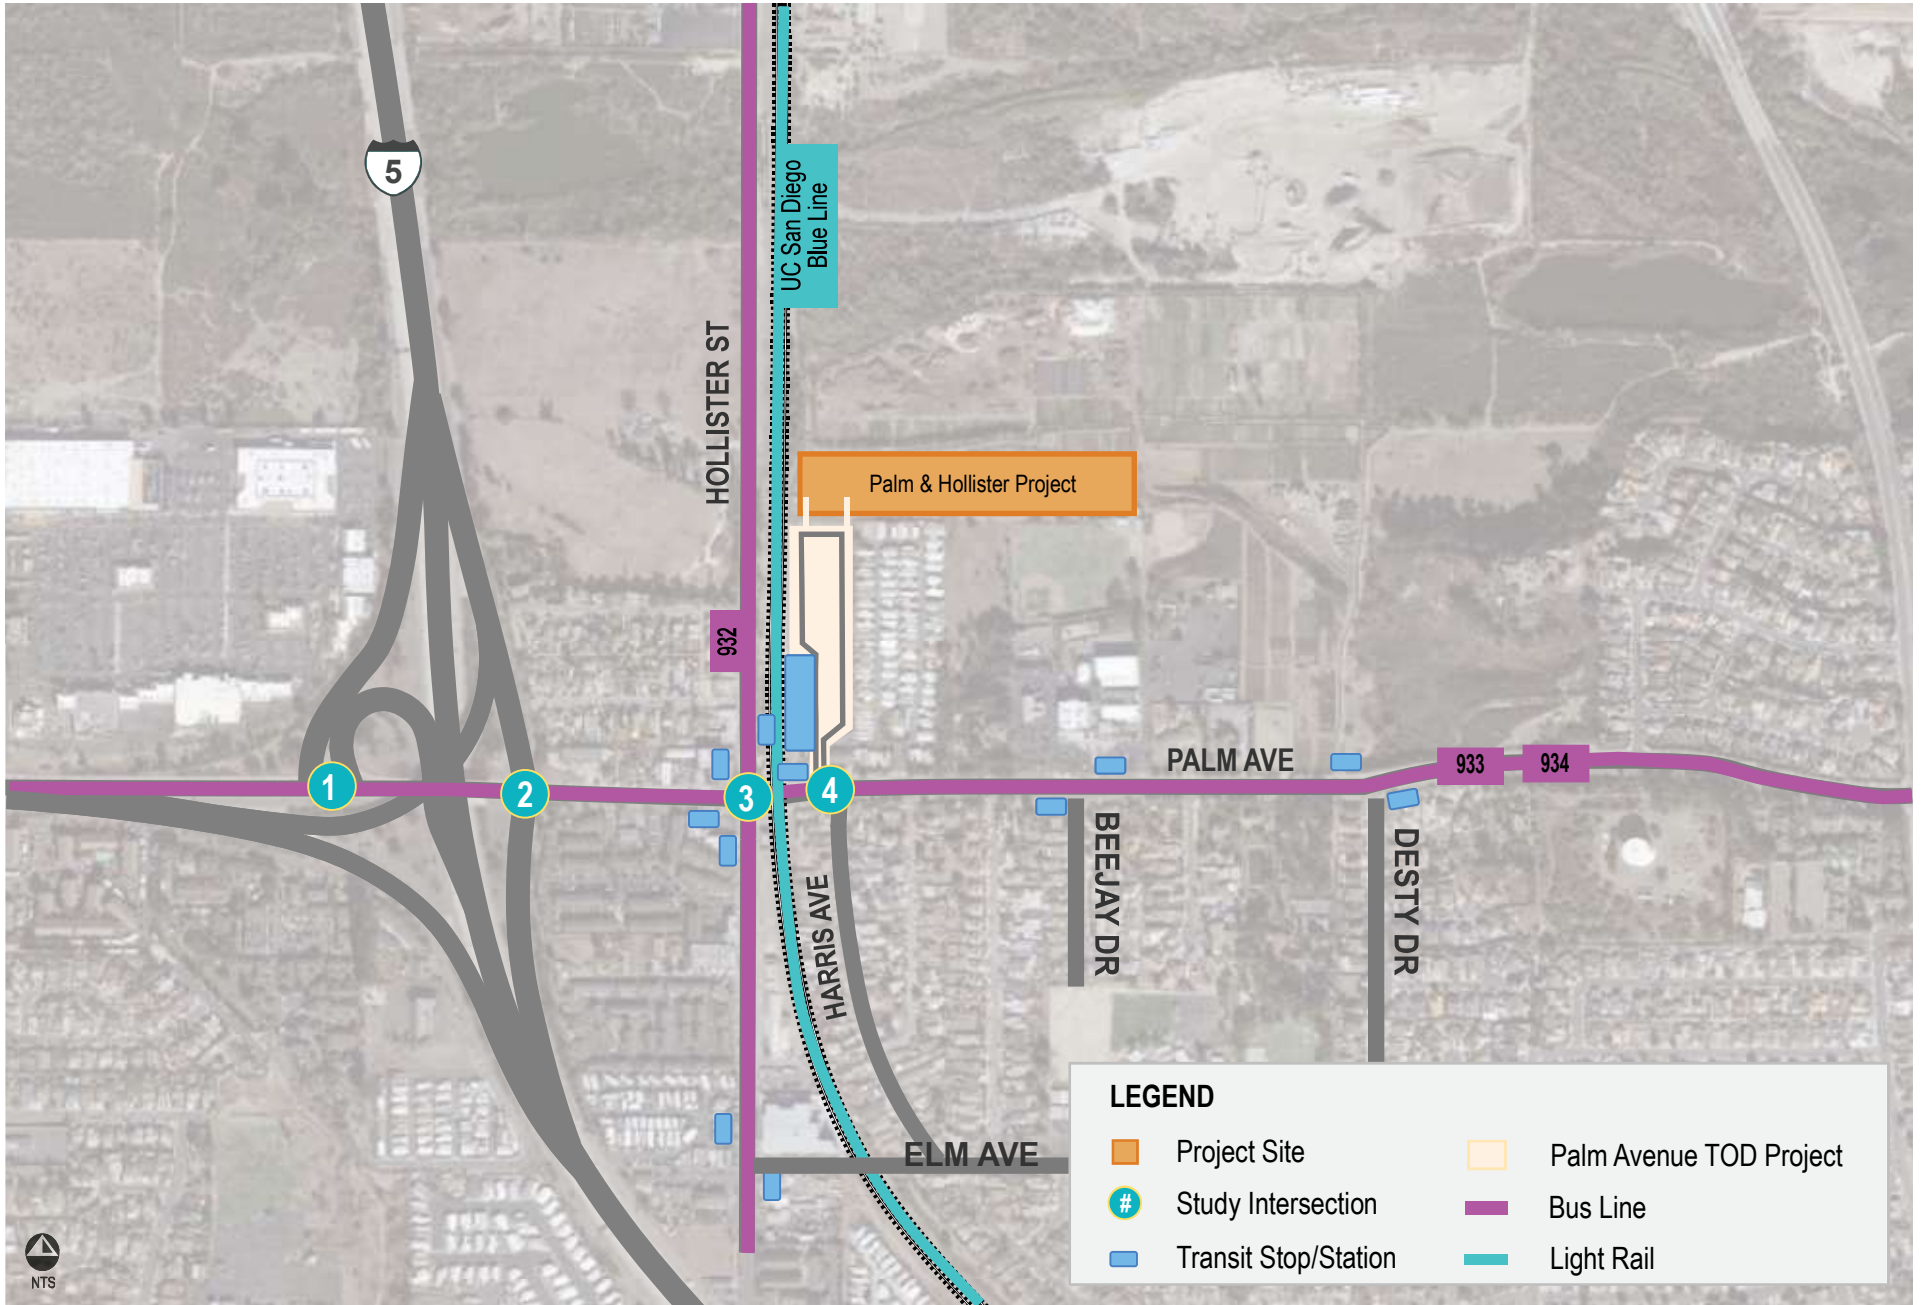 5
UC San Diego
Blue Line
HOLLISTER ST
Palm & Hollister Project
932
PALM AVE
933
934
1
2
3
4
BEEJAY DR
DESTY DR
HARRIS AVE
ELM AVE
LEGEND
Project Site
Palm Avenue TOD Project
# Study Intersection
Bus Line
Transit Stop/Station
Light Rail
NTS